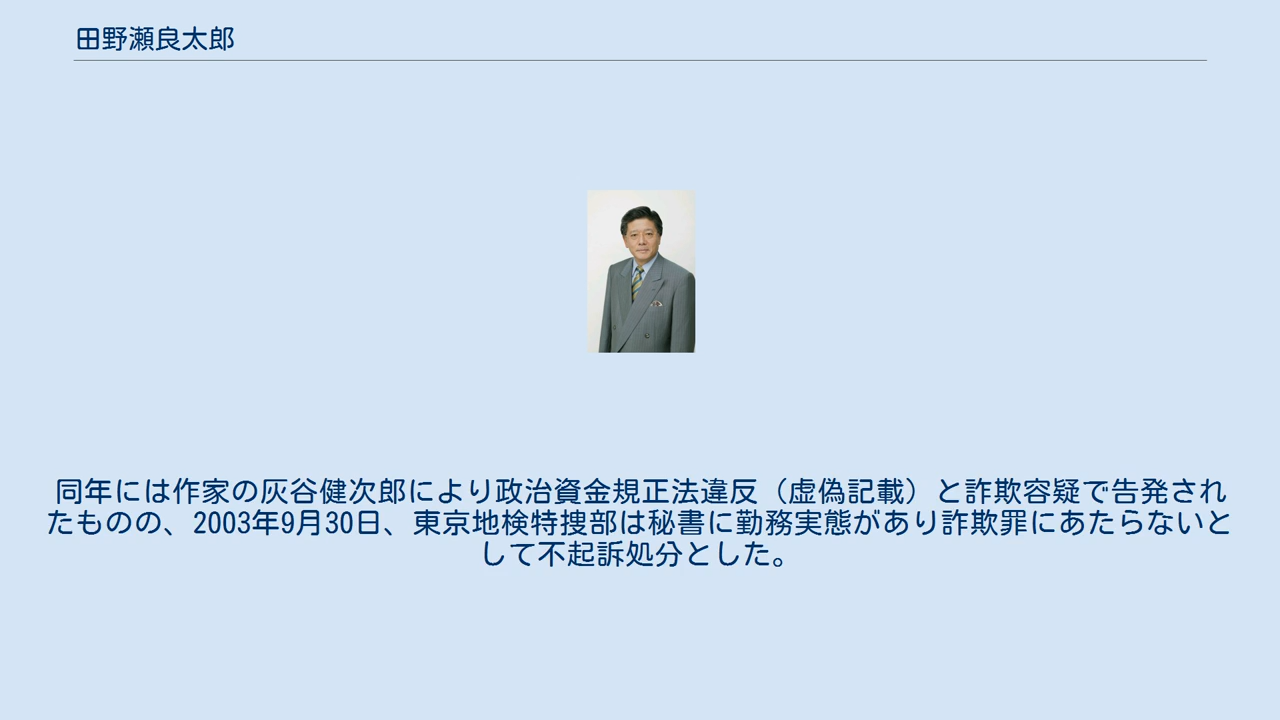 田野瀬良太郎
同年には作家の灰谷健次郎により政治資金規正法違反（虚偽記載）と詐欺容疑で告発され
たものの、2003年9月30日、東京地検特捜部は秘書に勤務実態があり詐欺罪にあたらないと
して不起訴処分とした。